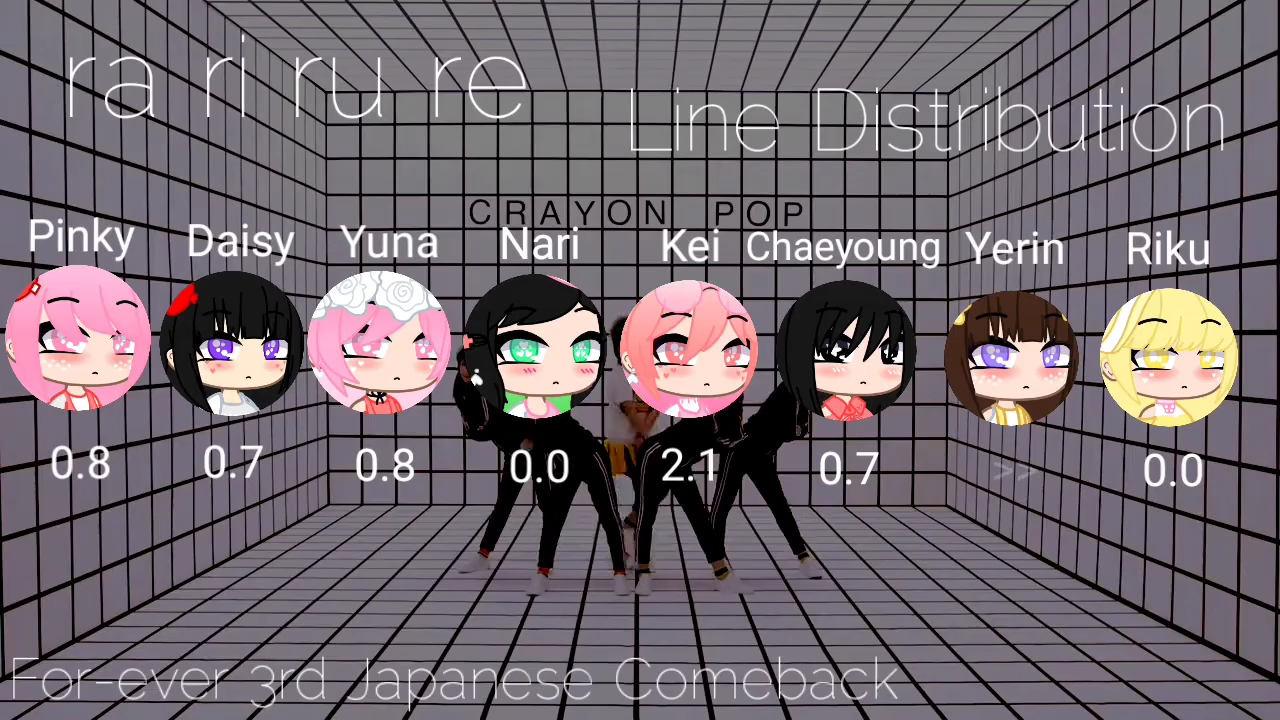 ra ri ru re
Line Distribution
CRAYON POP
Pinky Daisy Yuna Nari Kei Chaeyoung Yerin Riku
0.8 0.7 0.8 0.0 2.1 0.7 >> 0.0
For-ever 3rd Japanese Comeback